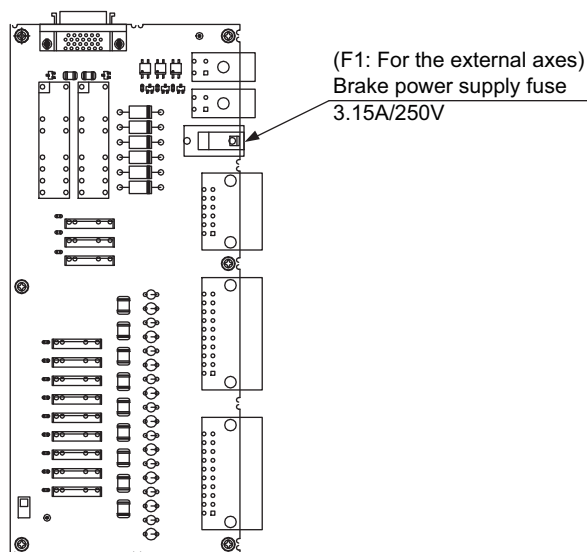 (F1: For the external axes)
Brake power supply fuse
3.15A/250V